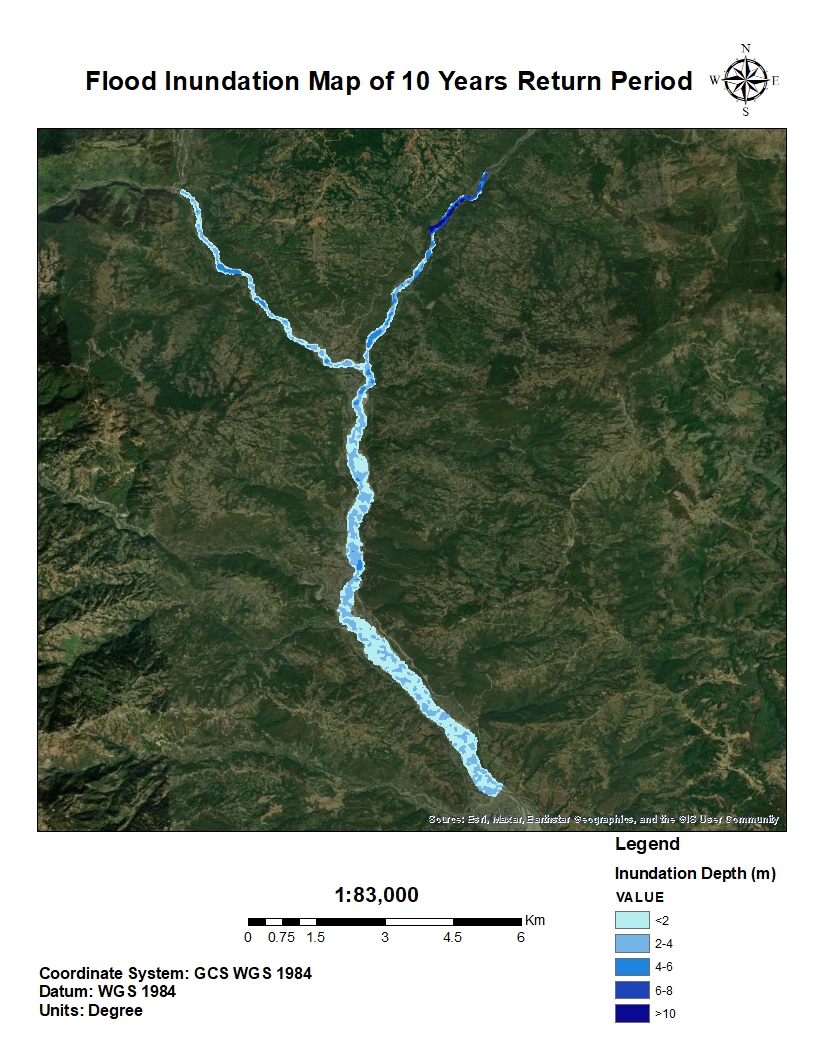 Flood Inundation Map of 10 Years Return Period
N
W
E
S
Source: Esri, Maxar, Earthstar Geographics, and the GIS User Community
Legend
Inundation Depth (m)
VALUE
<2
2-4
4-6
6-8
>10
1:83,000
Km
0 0.75 1.5 3 4.5 6
Coordinate System: GCS WGS 1984
Datum: WGS 1984
Units: Degree